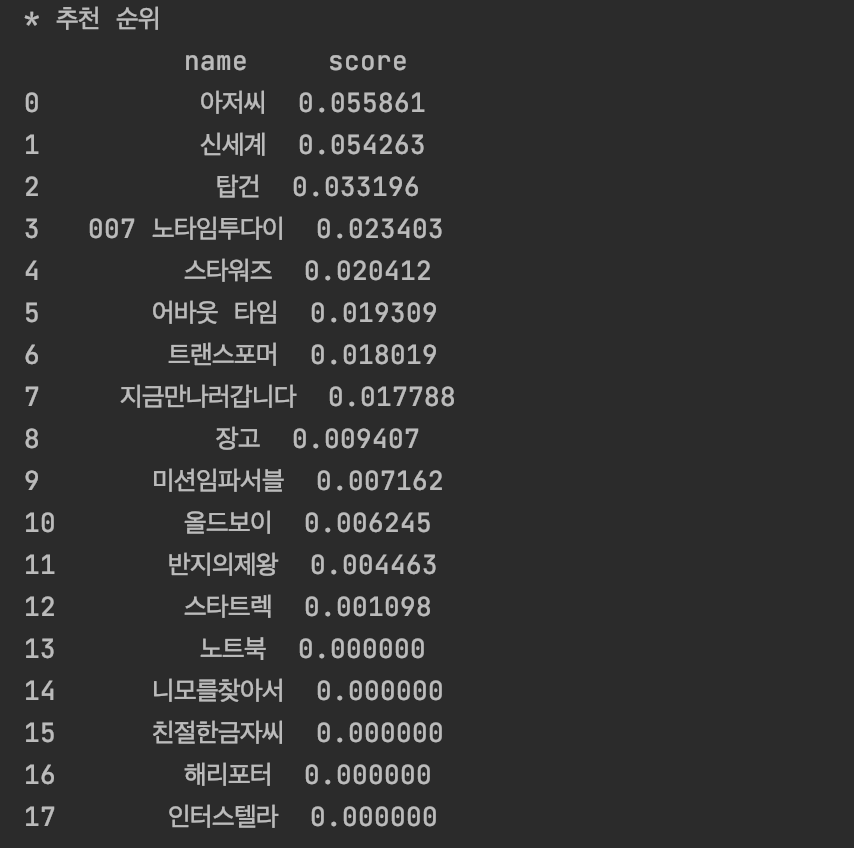 * 추천 순위
name score
0 아저씨 0.055861
1 신세계 0.054263
2 탑건 0.033196
3 007 노타임투다이 0.023403
4 스타워즈 0.020412
5 어바웃 타임 0.019309
6 트랜스포머 0.018019
7 지금만나러갑니다 0.017788
8 장고 0.009407
9 미션임파서블 0.007162
10 올드보이 0.006245
11 반지의제왕 0.004463
12 스타트렉 0.001098
13 노트북 0.000000
14 니모를찾아서 0.000000
15 친절한금자씨 0.000000
16 해리포터 0.000000
17 인터스텔라 0.000000